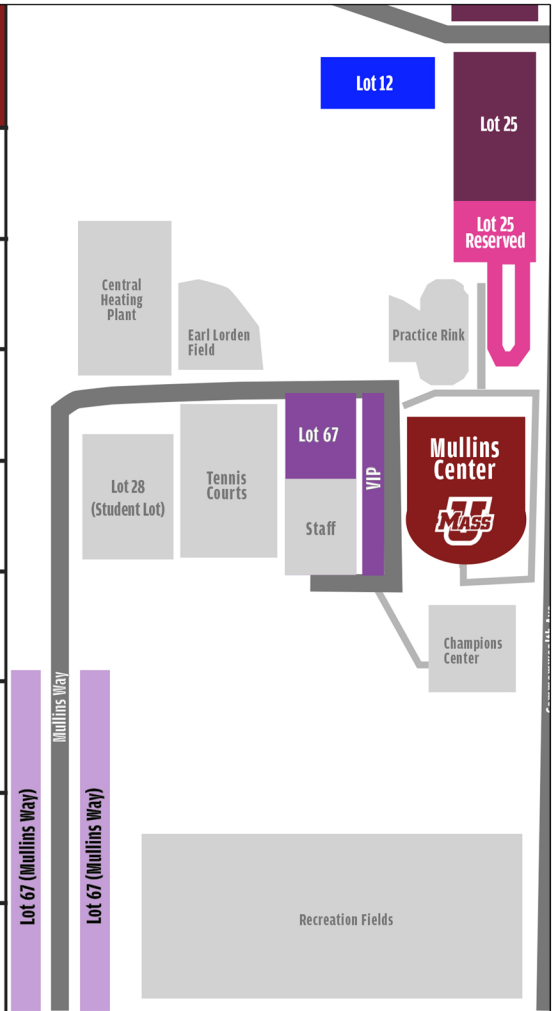 Lot 12
Lot 25
Lot 25
Reserved
Central
Heating
Plant
Earl Lorden
Field
Practice Rink
Lot 67
VIP
Mullins
Center
U
MASS
Lot 28
(Student Lot)
Tennis
Courts
Staff
Champions
Center
Mullins Way
Lot 67 (Mullins Way)
Lot 67 (Mullins Way)
Recreation Fields